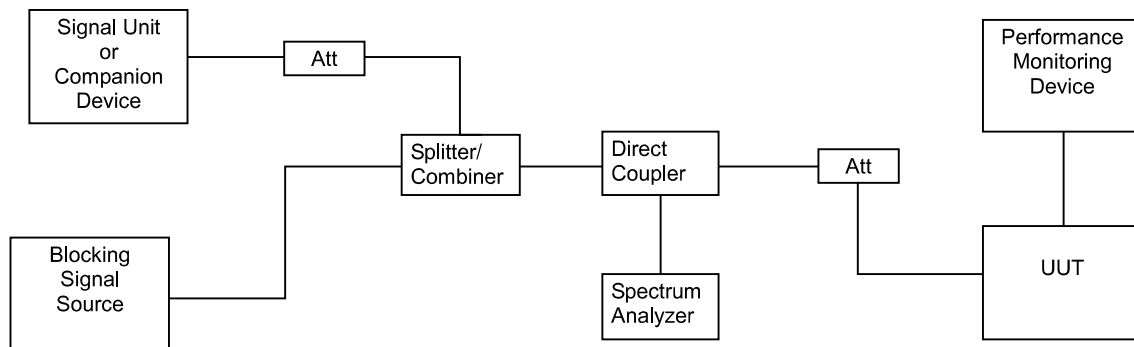 Signal Unit
or
Companion
Device
Att
Performance
Monitoring
Device
Splitter/
Combiner
Direct
Coupler
Att
Blocking
Signal
Source
Spectrum
Analyzer
UUT